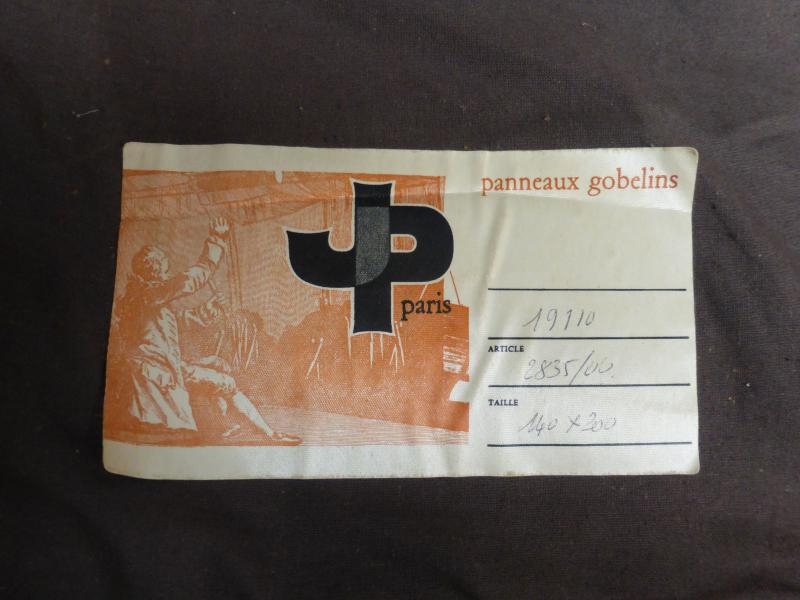 JP
paris
panneaux gobelins
19110
ARTICLE
2835/00.
TAILLE
140 x 300